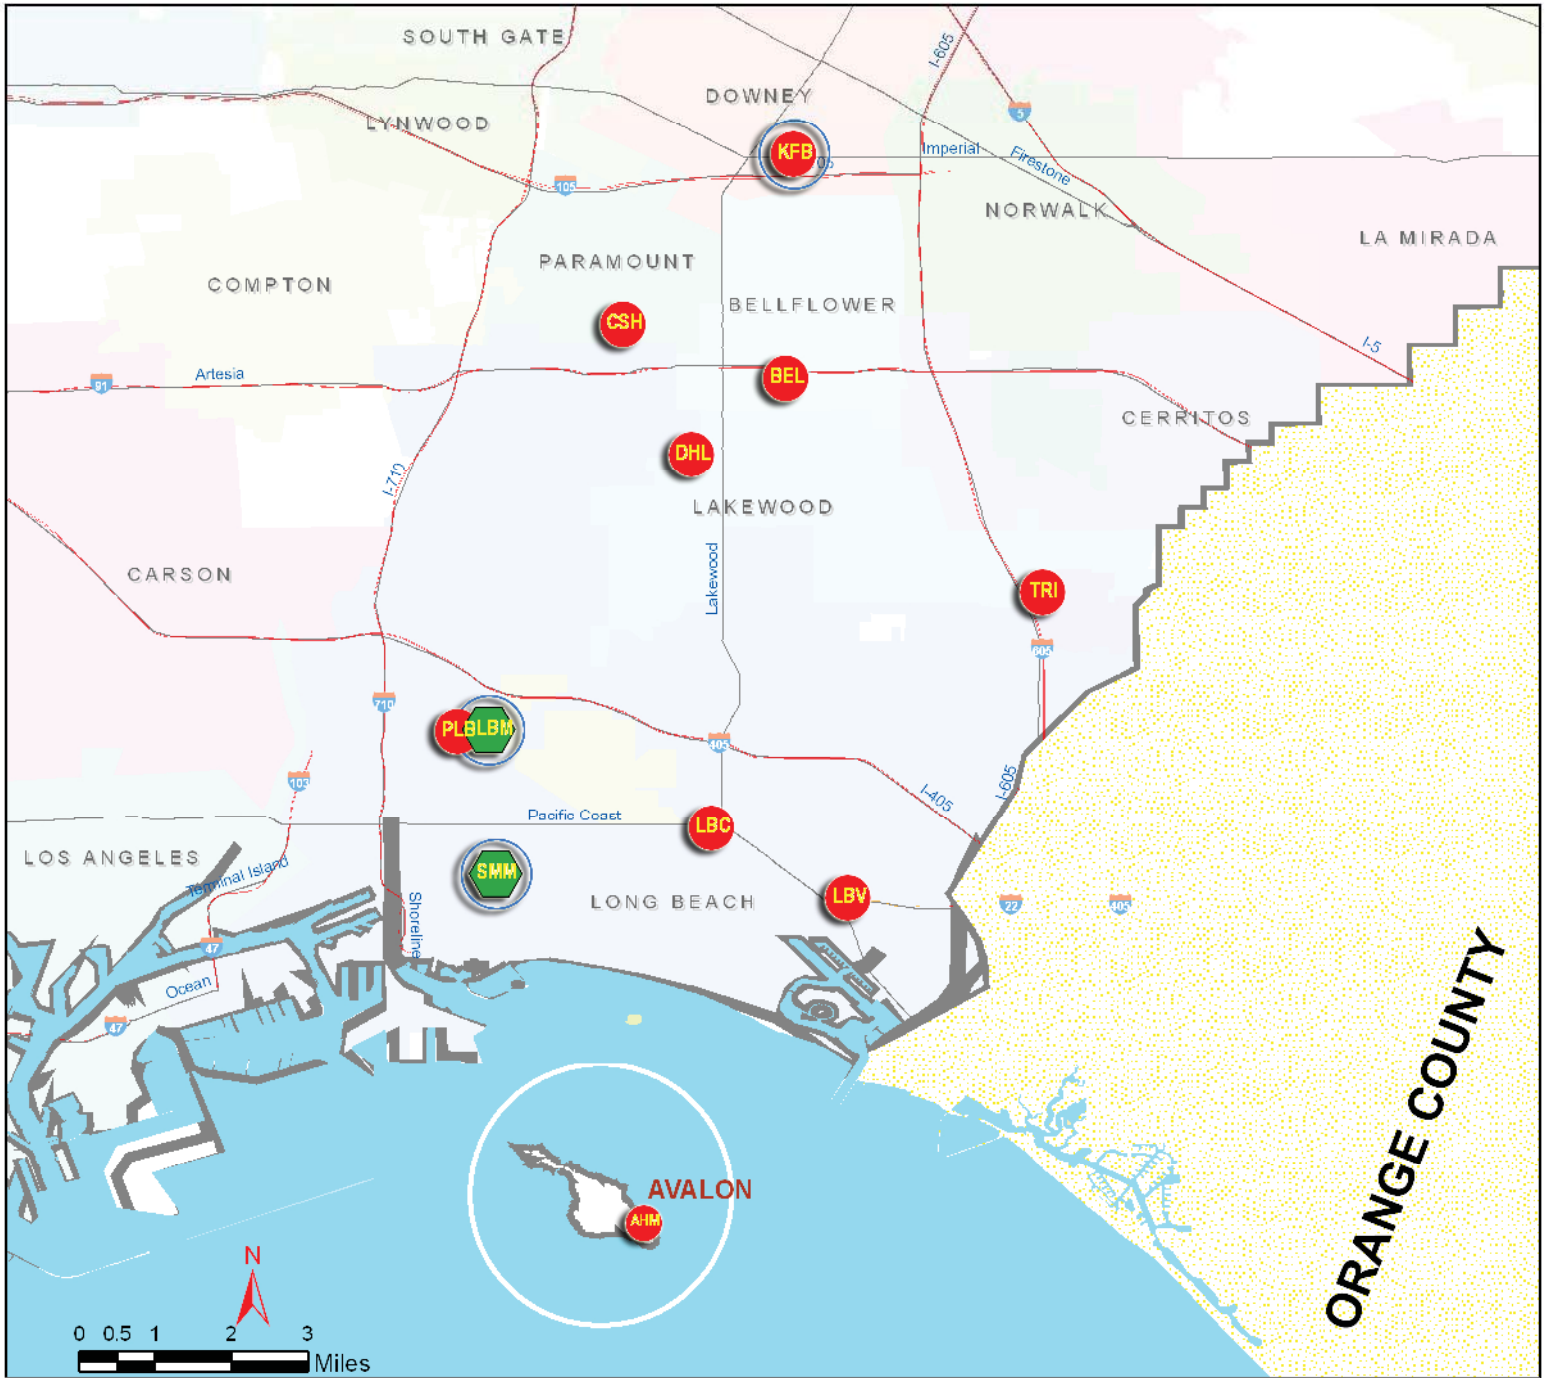 SOUTH GATE
I-605
DOWNEY
5
LYNWOOD
KFB
Imperial
Firestone
105
NORWALK
LA MIRADA
PARAMOUNT
COMPTON
BELLFLOWER
CSH
I-5
91
Artesia
BEL
CERRITOS
DHL
I-710
LAKEWOOD
CARSON
Lakewood
TRI
605
710
PLB
LBM
405
103
I-605
I-405
Pacific Coast
LBC
LOS ANGELES
Terminal Island
SMM
LONG BEACH
LBV
22
405
Shoreline
47
Ocean
47
ORANGE COUNTY
AVALON
AHM
N
0 0.5 1 2 3
Miles